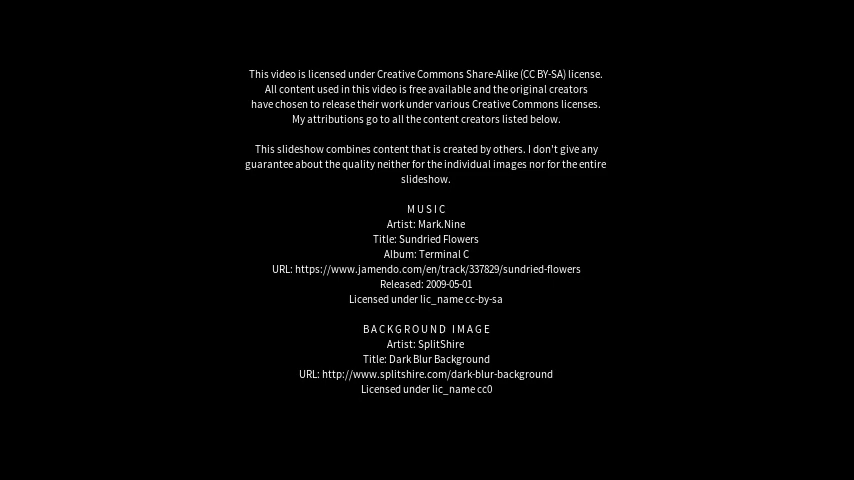 This video is licensed under Creative Commons Share-Alike (CC BY-SA) license.
All content used in this video is free available and the original creators
have chosen to release their work under various Creative Commons licenses.
My attributions go to all the content creators listed below.
This slideshow combines content that is created by others. I don't give any
guarantee about the quality neither for the individual images nor for the entire
slideshow.
MUSIC
Artist: Mark.Nine
Title: Sundried Flowers
Album: Terminal C
URL: https://www.jamendo.com/en/track/337829/sundried-flowers
Released: 2009-05-01
Licensed under lic_name cc-by-sa
BACKGROUND IMAGE
Artist: SplitShire
Title: Dark Blur Background
URL: http://www.splitshire.com/dark-blur-background
Licensed under lic_name cc0